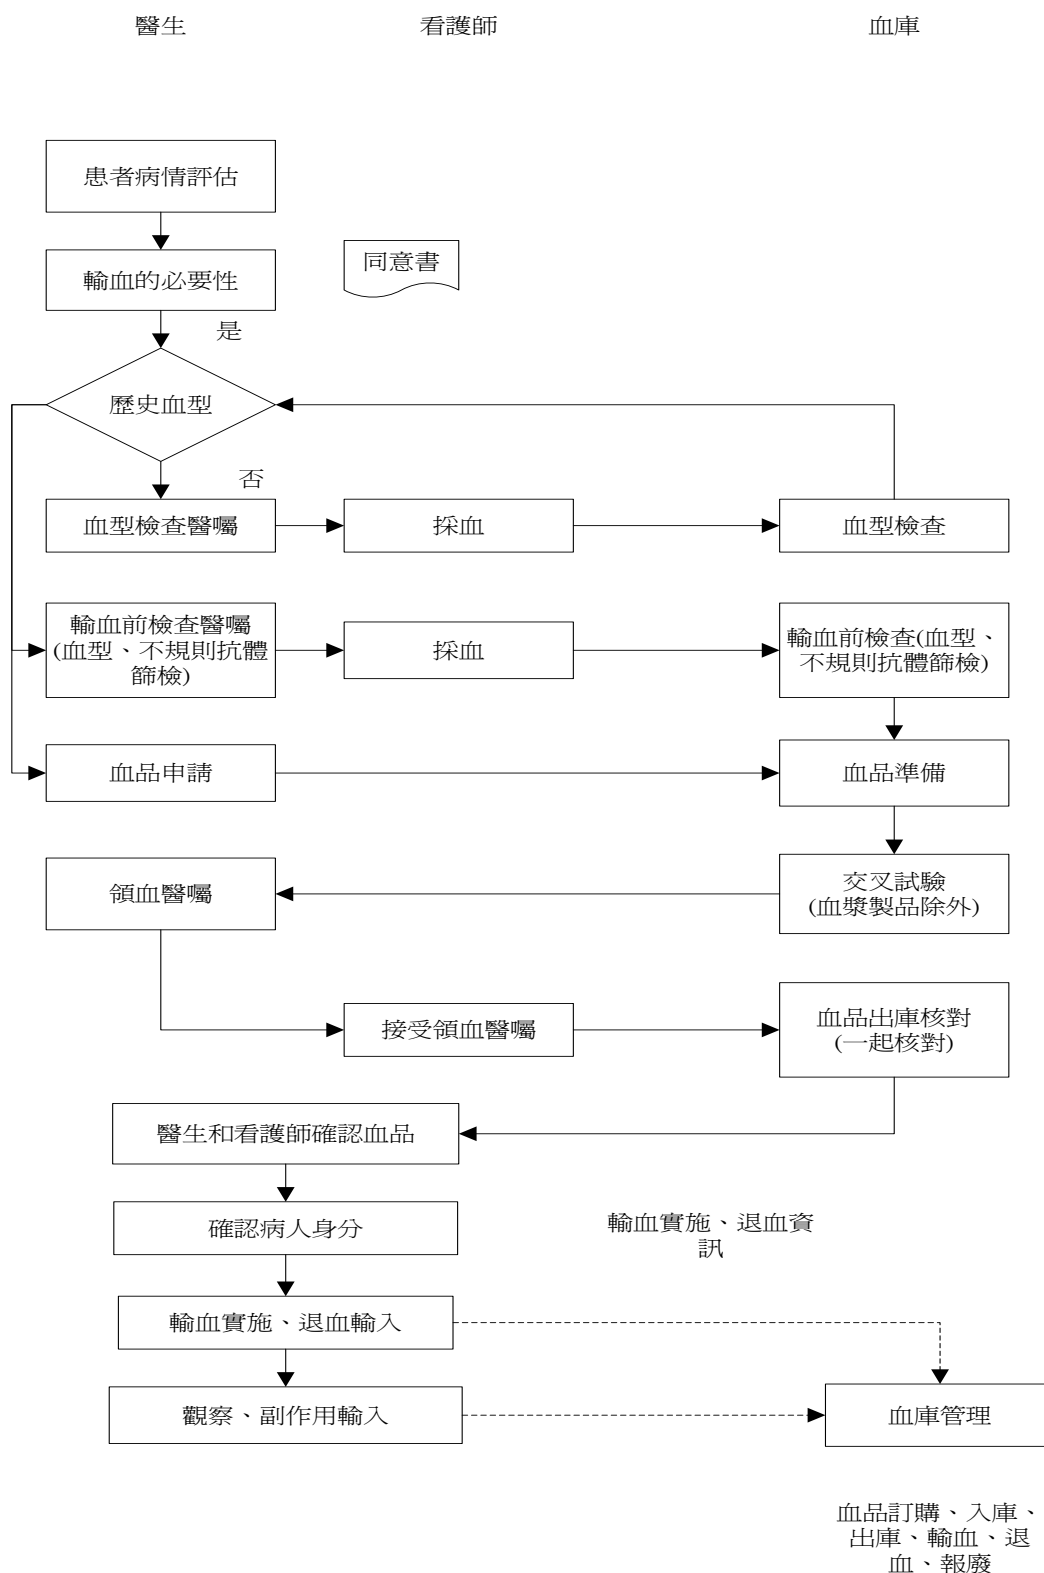 醫生
看護師
血庫
患者病情評估
輸血的必要性
同意書
是
歷史血型
否
血型檢查醫囑
採血
血型檢查
輸血前檢查醫囑
(血型、不規則抗體
篩檢)
採血
輸血前檢查(血型、
不規則抗體篩檢)
血品申請
血品準備
領血醫囑
交叉試驗
(血漿製品除外)
接受領血醫囑
血品出庫核對
(一起核對)
醫生和看護師確認血品
確認病人身分
輸血實施、退血資
訊
輸血實施、退血輸入
觀察、副作用輸入
血庫管理
血品訂購、入庫、
出庫、輸血、退
血、報廢